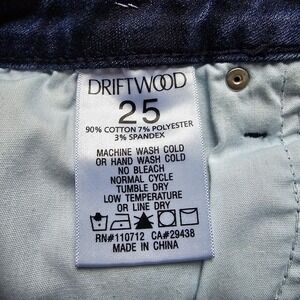 DRIFTWOOD
25
90% COTTON 7% POLYESTER
3% SPANDEX
MACHINE WASH COLD
OR HAND WASH COLD
NO BLEACH
NORMAL CYCLE
TUMBLE DRY
LOW TEMPERATURE
OR LINE DRY
RN#110712 CA#29438
MADE IN CHINA